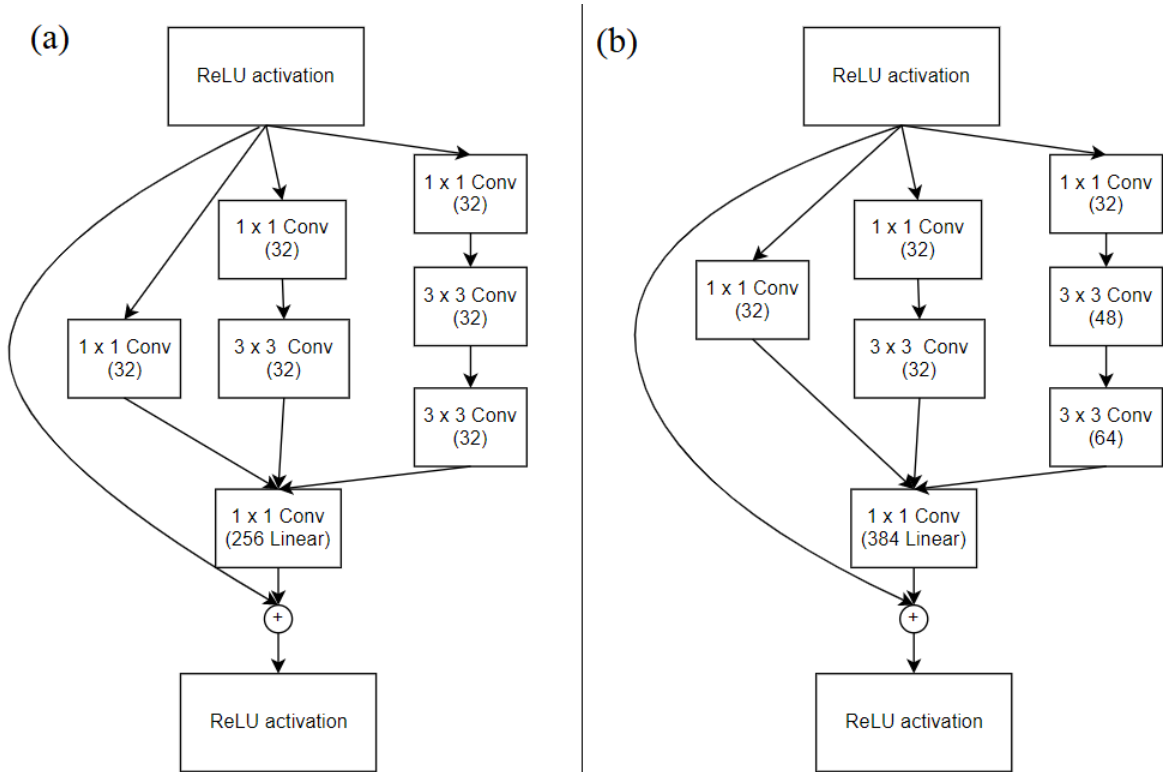 (a)
ReLU activation
1 x 1 Conv
(32)
1 x 1 Conv
(32)
3 x 3 Conv
(32)
1 x 1 Conv
(32)
3 x 3  Conv
(32)
3 x 3 Conv
(32)
1 x 1 Conv
(256 Linear)
+
ReLU activation
(b)
ReLU activation
1 x 1 Conv
(32)
1 x 1 Conv
(32)
1 x 1 Conv
(32)
3 x 3 Conv
(48)
3 x 3  Conv
(32)
3 x 3 Conv
(64)
1 x 1 Conv
(384 Linear)
+
ReLU activation